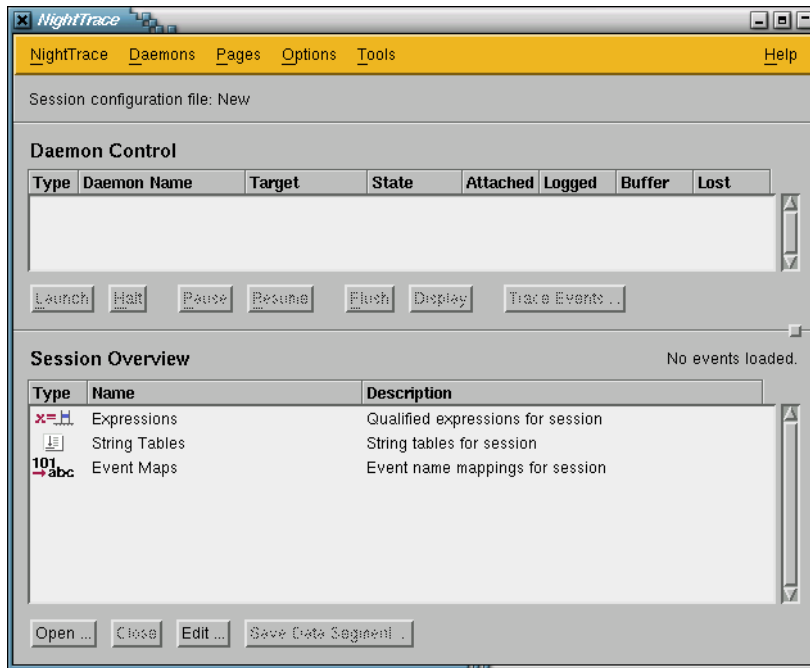 NightTrace
NightTrace Daemons Pages Options Tools Help
Session configuration file: New
Daemon Control
Type Daemon Name Target State Attached Logged Buffer Lost
Launch Halt Pause Resume Flush Display Trace Events ...
Session Overview No events loaded.
Type Name Description
x= Expressions Qualified expressions for session
String Tables String tables for session
101 abc Event Maps Event name mappings for session
Open ... Close Edit ... Save Data Segment ...